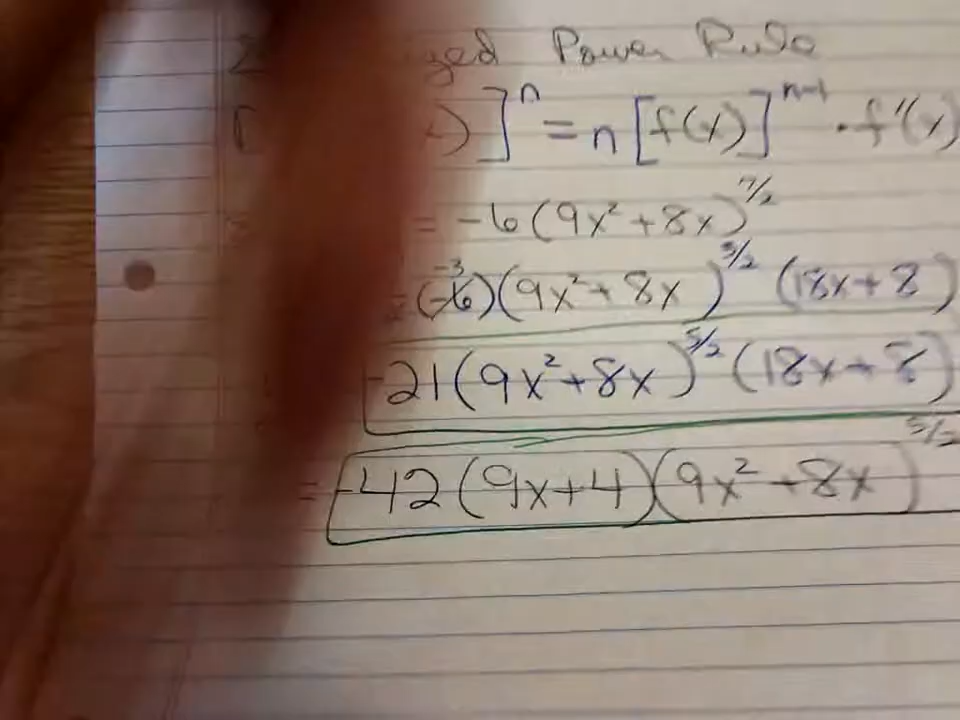 Power Rule
)]^n = n[f(x)]^{n-1} · f'(x)
= -6(9x² + 8x)^{7/2}
= (-6)^{-3}(9x² + 8x)^{5/2} (18x + 8)
-21(9x² + 8x)^{5/2} (18x + 8)
= -42(9x + 4)(9x² + 8x)^{5/2}